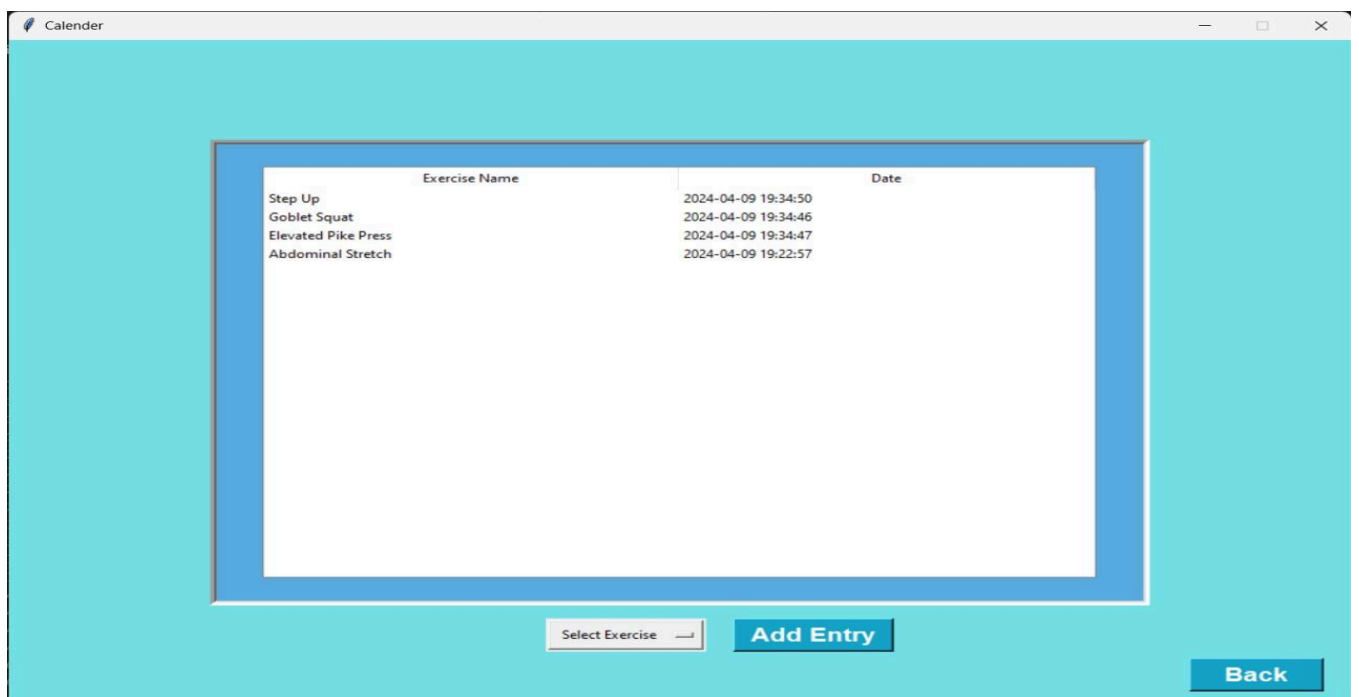 Calender
Exercise Name Date
Step Up 2024-04-09 19:34:50
Goblet Squat 2024-04-09 19:34:46
Elevated Pike Press 2024-04-09 19:34:47
Abdominal Stretch 2024-04-09 19:22:57
Select Exercise Add Entry
Back